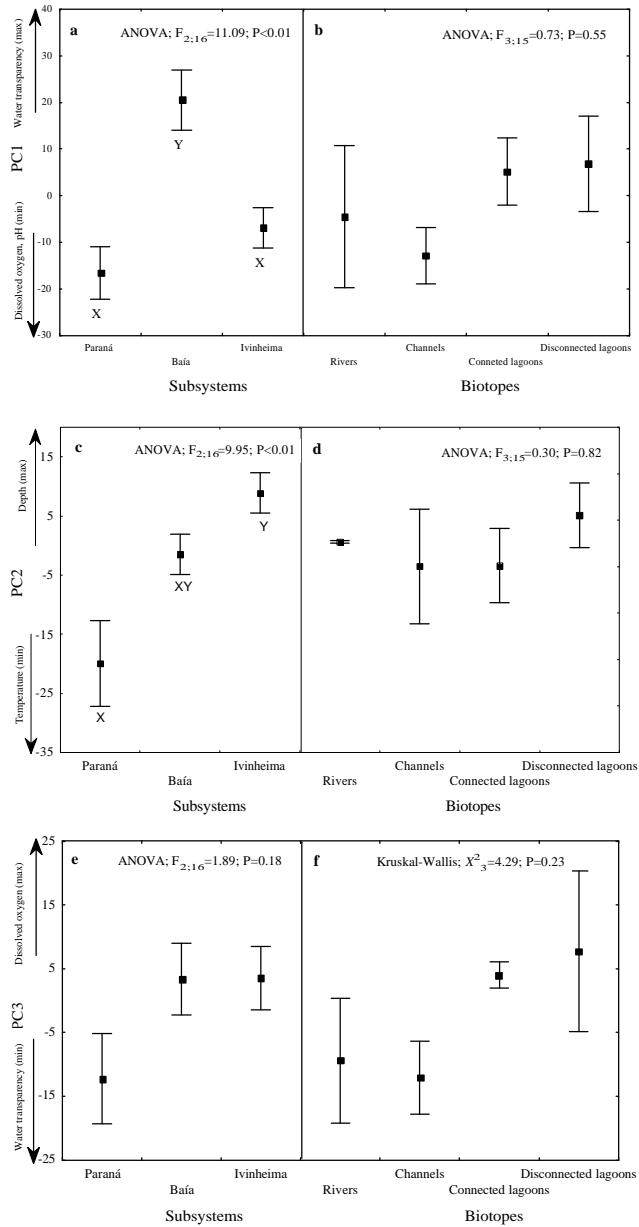 40
30
20
10
0
-10
-20
-30
Water transparency (max)
PC1
Dissolved oxygen, pH (min)
a
ANOVA; F2;16=11.09; P<0.01
X
Y
X
b
ANOVA; F3;15=0.73; P=0.55
Paraná
Baía
Ivinheima
Subsystems
Rivers
Channels
Conneted lagoons
Disconnected lagoons
Biotopes
15
5
-5
-15
-25
-35
Depth (max)
PC2
Temperature (min)
c
ANOVA; F2;16=9.95; P<0.01
X
XY
Y
d
ANOVA; F3;15=0.30; P=0.82
Paraná
Baía
Ivinheima
Subsystems
Rivers
Channels
Connected lagoons
Disconnected lagoons
Biotopes
25
15
5
-5
-15
-25
Dissolved oxygen (max)
PC3
Water transparency (min)
e
ANOVA; F2;16=1.89; P=0.18
f
Kruskal-Wallis; X²3=4.29; P=0.23
Paraná
Baía
Ivinheima
Subsystems
Rivers
Channels
Connected lagoons
Disconnected lagoons
Biotopes